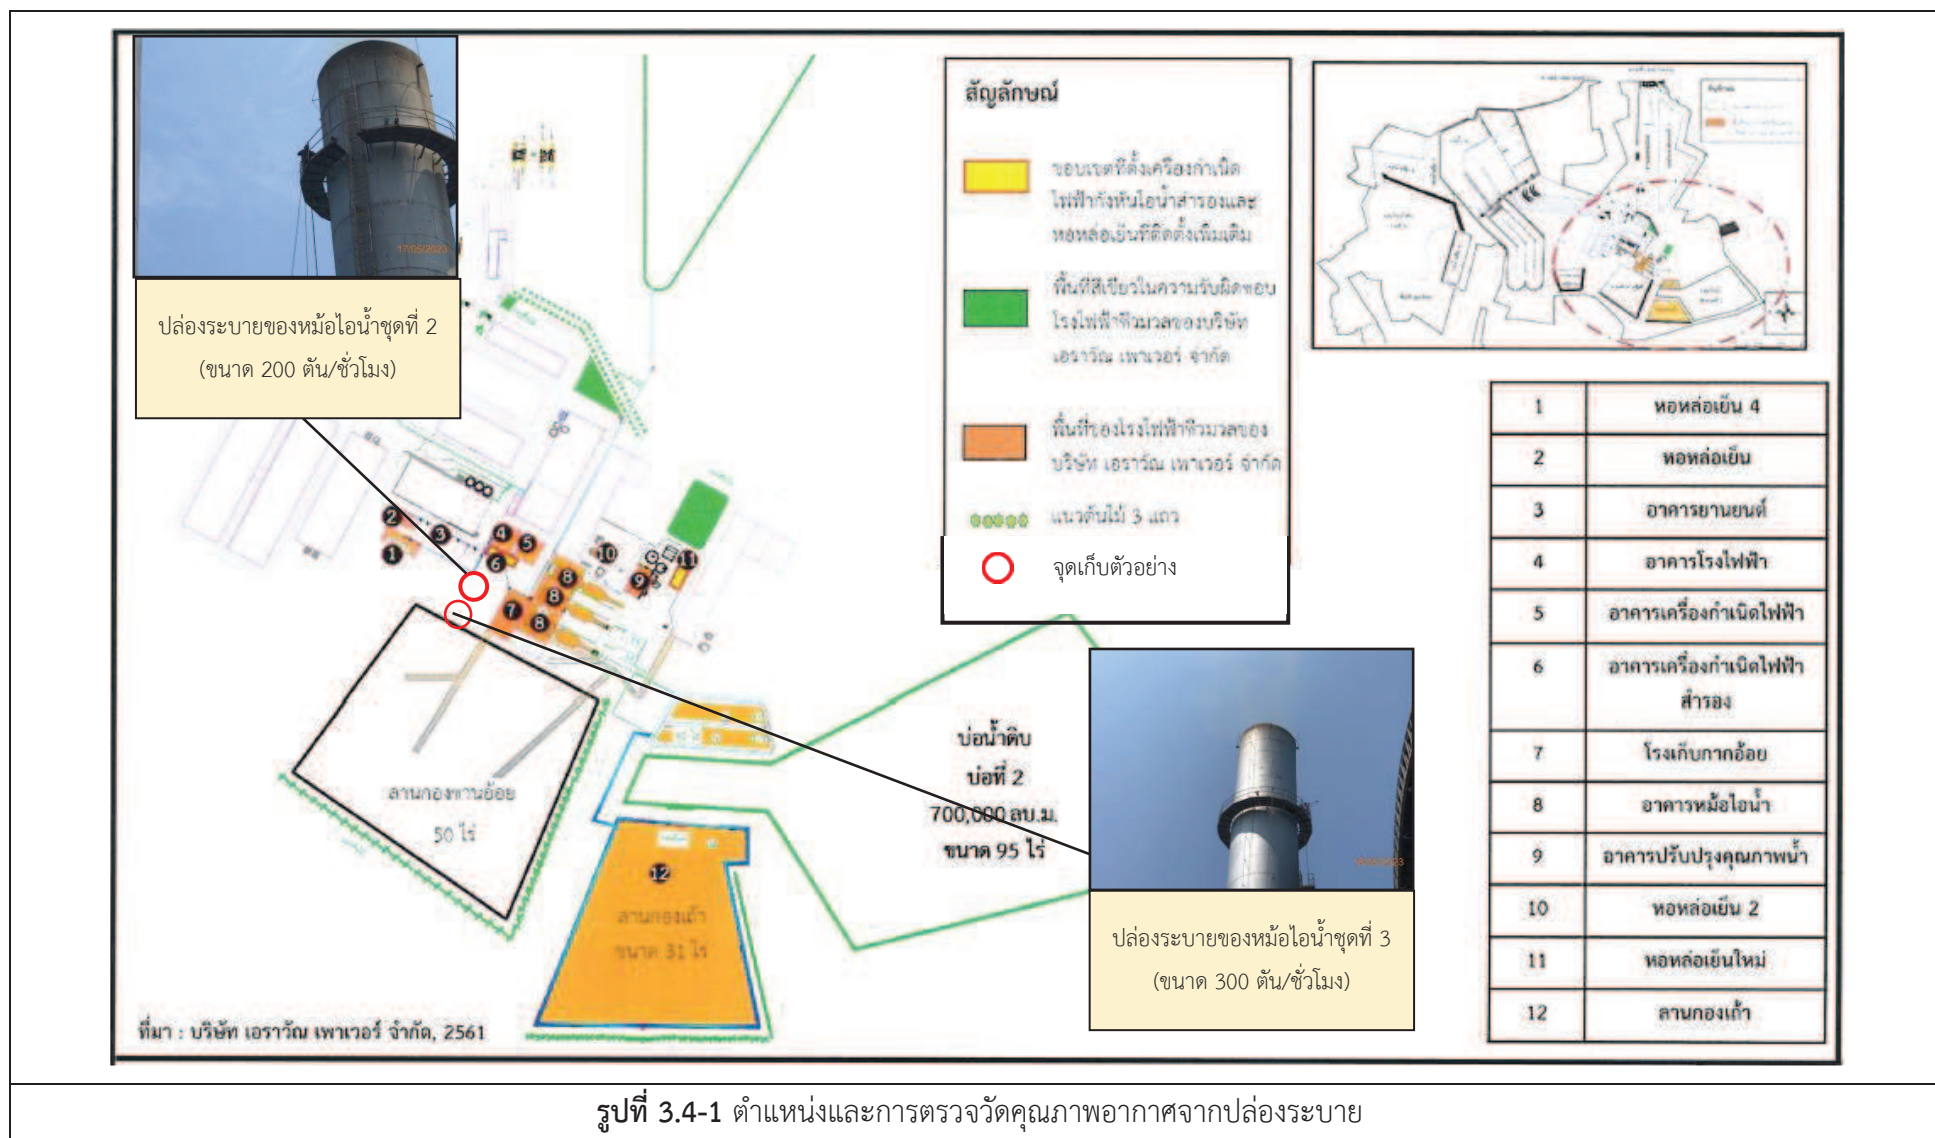 17/05/2023
ปล่องระบายของหม้อไอน้ำชุดที่ 2
(ขนาด 200 ตัน/ชั่วโมง)
สัญลักษณ์
ขอบเขตที่ตั้งเครื่องกำเนิด
ไฟฟ้ากังหันไอน้ำสำรองและ
หอหล่อเย็นที่ติดตั้งเพิ่มเติม
พื้นที่สีเขียวในความรับผิดชอบ
โรงไฟฟ้าชีวมวลของบริษัท
เอราวัณ เพาเวอร์ จำกัด
พื้นที่ของโรงไฟฟ้าชีวมวลของ
บริษัท เอราวัณ เพาเวอร์ จำกัด
แนวต้นไม้ 3 แถว
จุดเก็บตัวอย่าง
1 หอหล่อเย็น 4
2 หอหล่อเย็น
3 อาคารยานยนต์
4 อาคารโรงไฟฟ้า
5 อาคารเครื่องกำเนิดไฟฟ้า
6 อาคารเครื่องกำเนิดไฟฟ้า
สำรอง
7 โรงเก็บกากอ้อย
8 อาคารหม้อไอน้ำ
9 อาคารปรับปรุงคุณภาพน้ำ
10 หอหล่อเย็น 2
11 หอหล่อเย็นใหม่
12 ลานกองเถ้า
2
1
3
4
5
6
7
8
8
8
10
9
11
ลานกองชานอ้อย
50 ไร่
บ่อน้ำดิบ
บ่อที่ 2
700,000 ลบ.ม.
ขนาด 95 ไร่
12
ลานกองเถ้า
ขนาด 31 ไร่
ปล่องระบายของหม้อไอน้ำชุดที่ 3
(ขนาด 300 ตัน/ชั่วโมง)
ที่มา : บริษัท เอราวัณ เพาเวอร์ จำกัด, 2561
รูปที่ 3.4-1 ตำแหน่งและการตรวจวัดคุณภาพอากาศจากปล่องระบาย